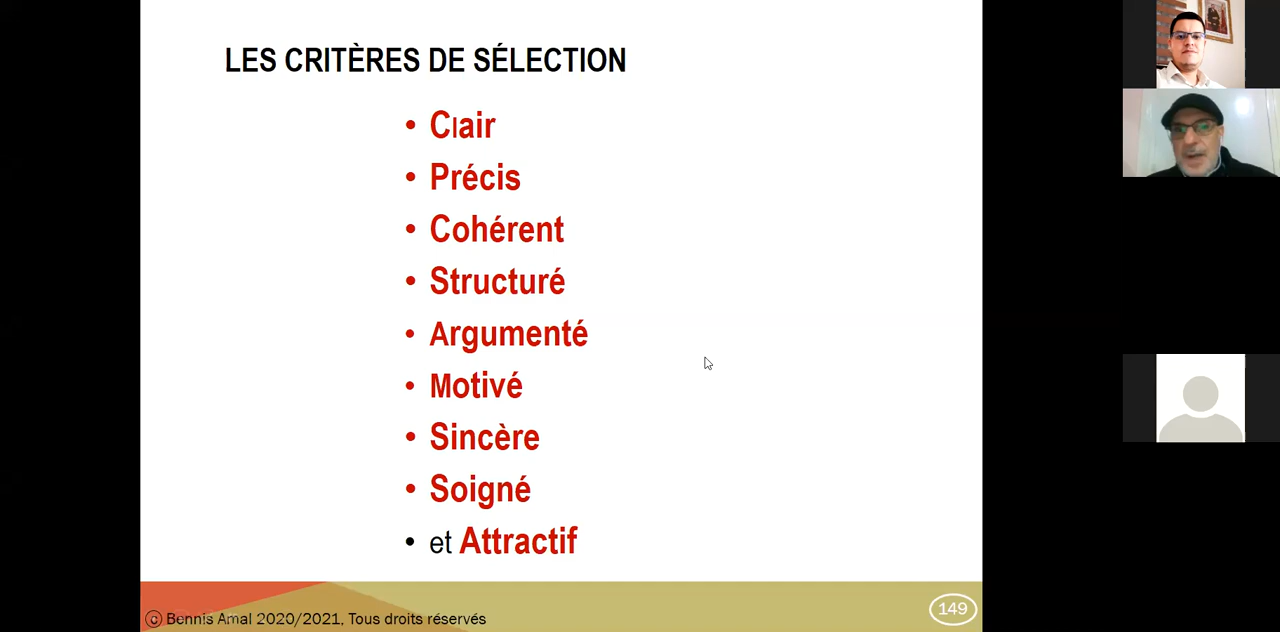 LES CRITÈRES DE SÉLECTION
• Clair
• Précis
• Cohérent
• Structuré
• Argumenté
• Motivé
• Sincère
• Soigné
• et Attractif
© Bennis Amal 2020/2021, Tous droits réservés
149